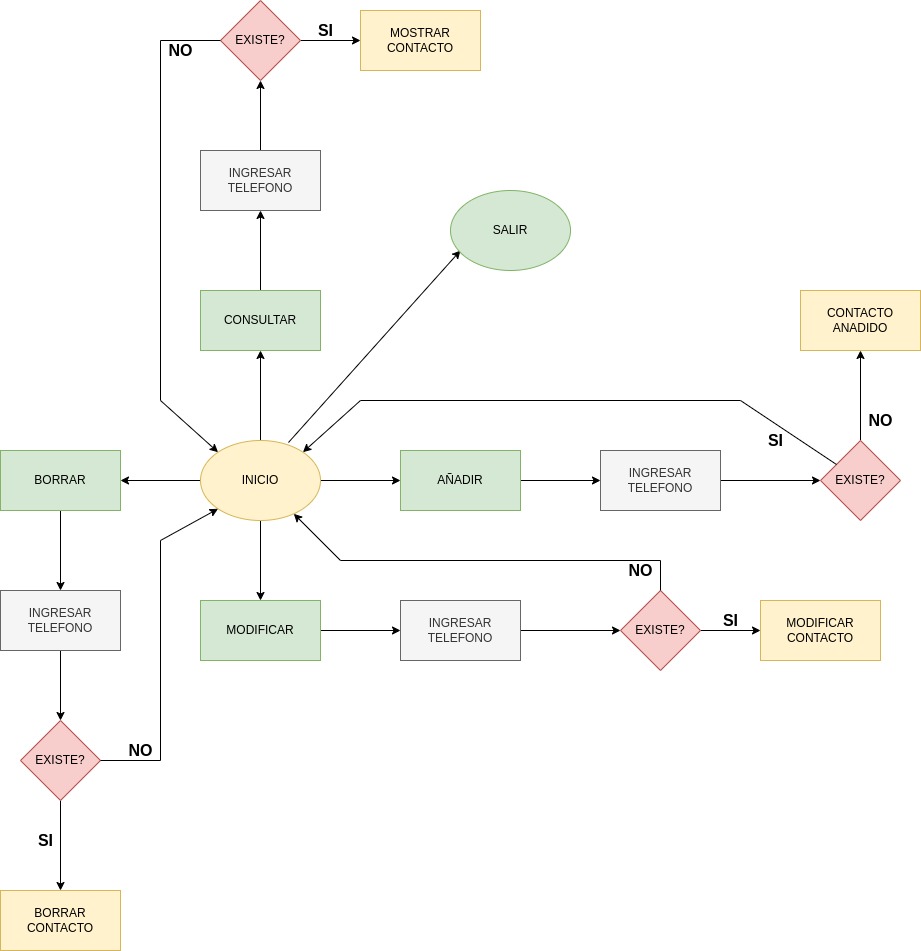 EXISTE?
SI
MOSTRAR
CONTACTO
NO
INGRESAR
TELEFONO
SALIR
CONSULTAR
CONTACTO
ANADIDO
NO
SI
BORRAR
INICIO
AÑADIR
INGRESAR
TELEFONO
EXISTE?
NO
INGRESAR
TELEFONO
MODIFICAR
INGRESAR
TELEFONO
EXISTE?
SI
MODIFICAR
CONTACTO
EXISTE?
NO
SI
BORRAR
CONTACTO